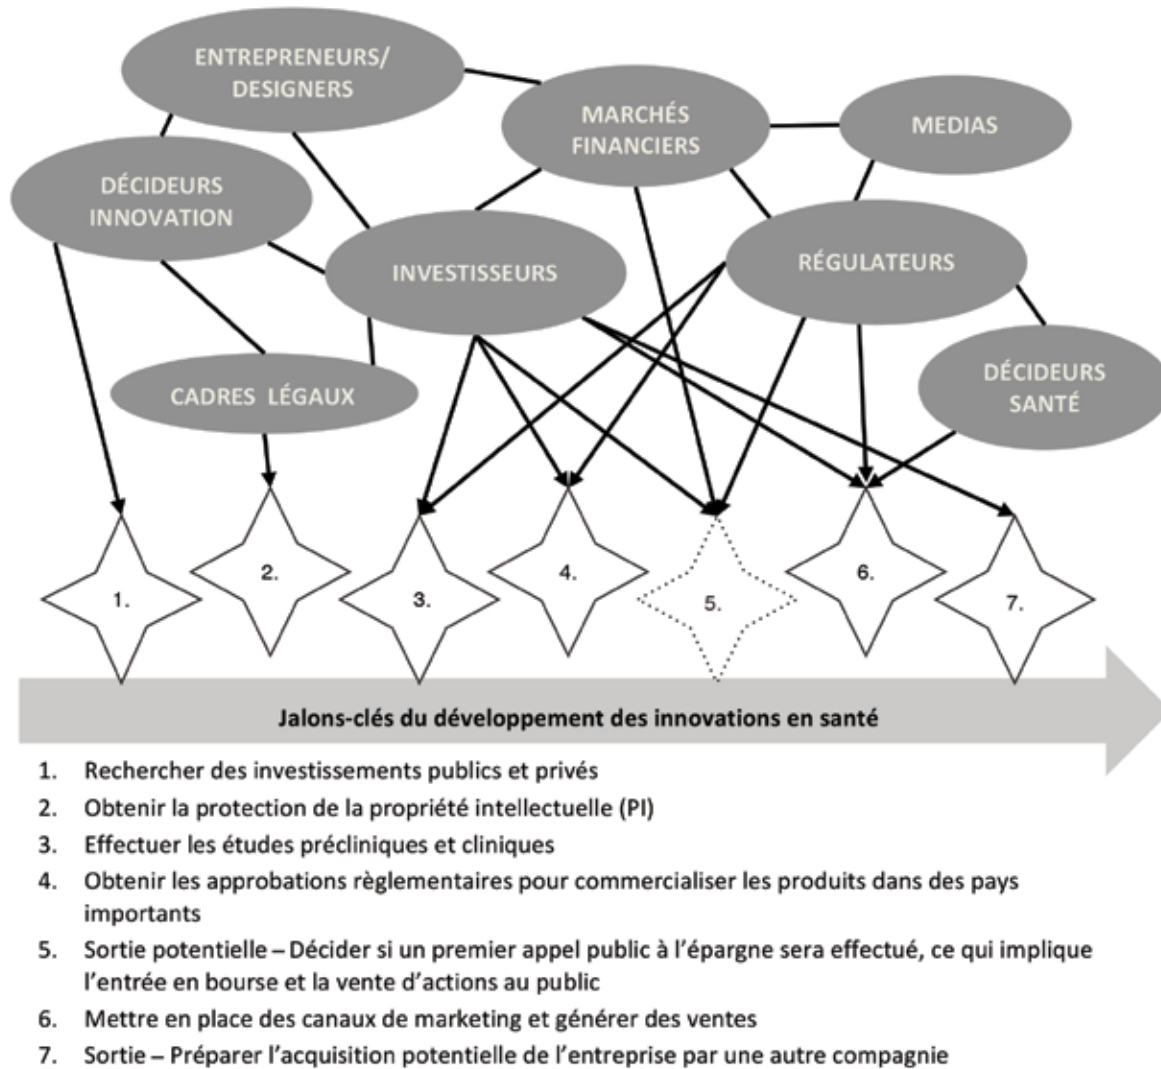 ENTREPRENEURS/
DESIGNERS
MARCHÉS
FINANCIERS
MEDIAS
DÉCIDEURS
INNOVATION
INVESTISSEURS
RÉGULATEURS
CADRES LÉGAUX
DÉCIDEURS
SANTÉ
1.
2.
3.
4.
5.
6.
7.
Jalons-clés du développement des innovations en santé
1. Rechercher des investissements publics et privés
2. Obtenir la protection de la propriété intellectuelle (PI)
3. Effectuer les études précliniques et cliniques
4. Obtenir les approbations règlementaires pour commercialiser les produits dans des pays
importants
5. Sortie potentielle – Décider si un premier appel public à l’épargne sera effectué, ce qui implique
l’entrée en bourse et la vente d’actions au public
6. Mettre en place des canaux de marketing et générer des ventes
7. Sortie – Préparer l’acquisition potentielle de l’entreprise par une autre compagnie